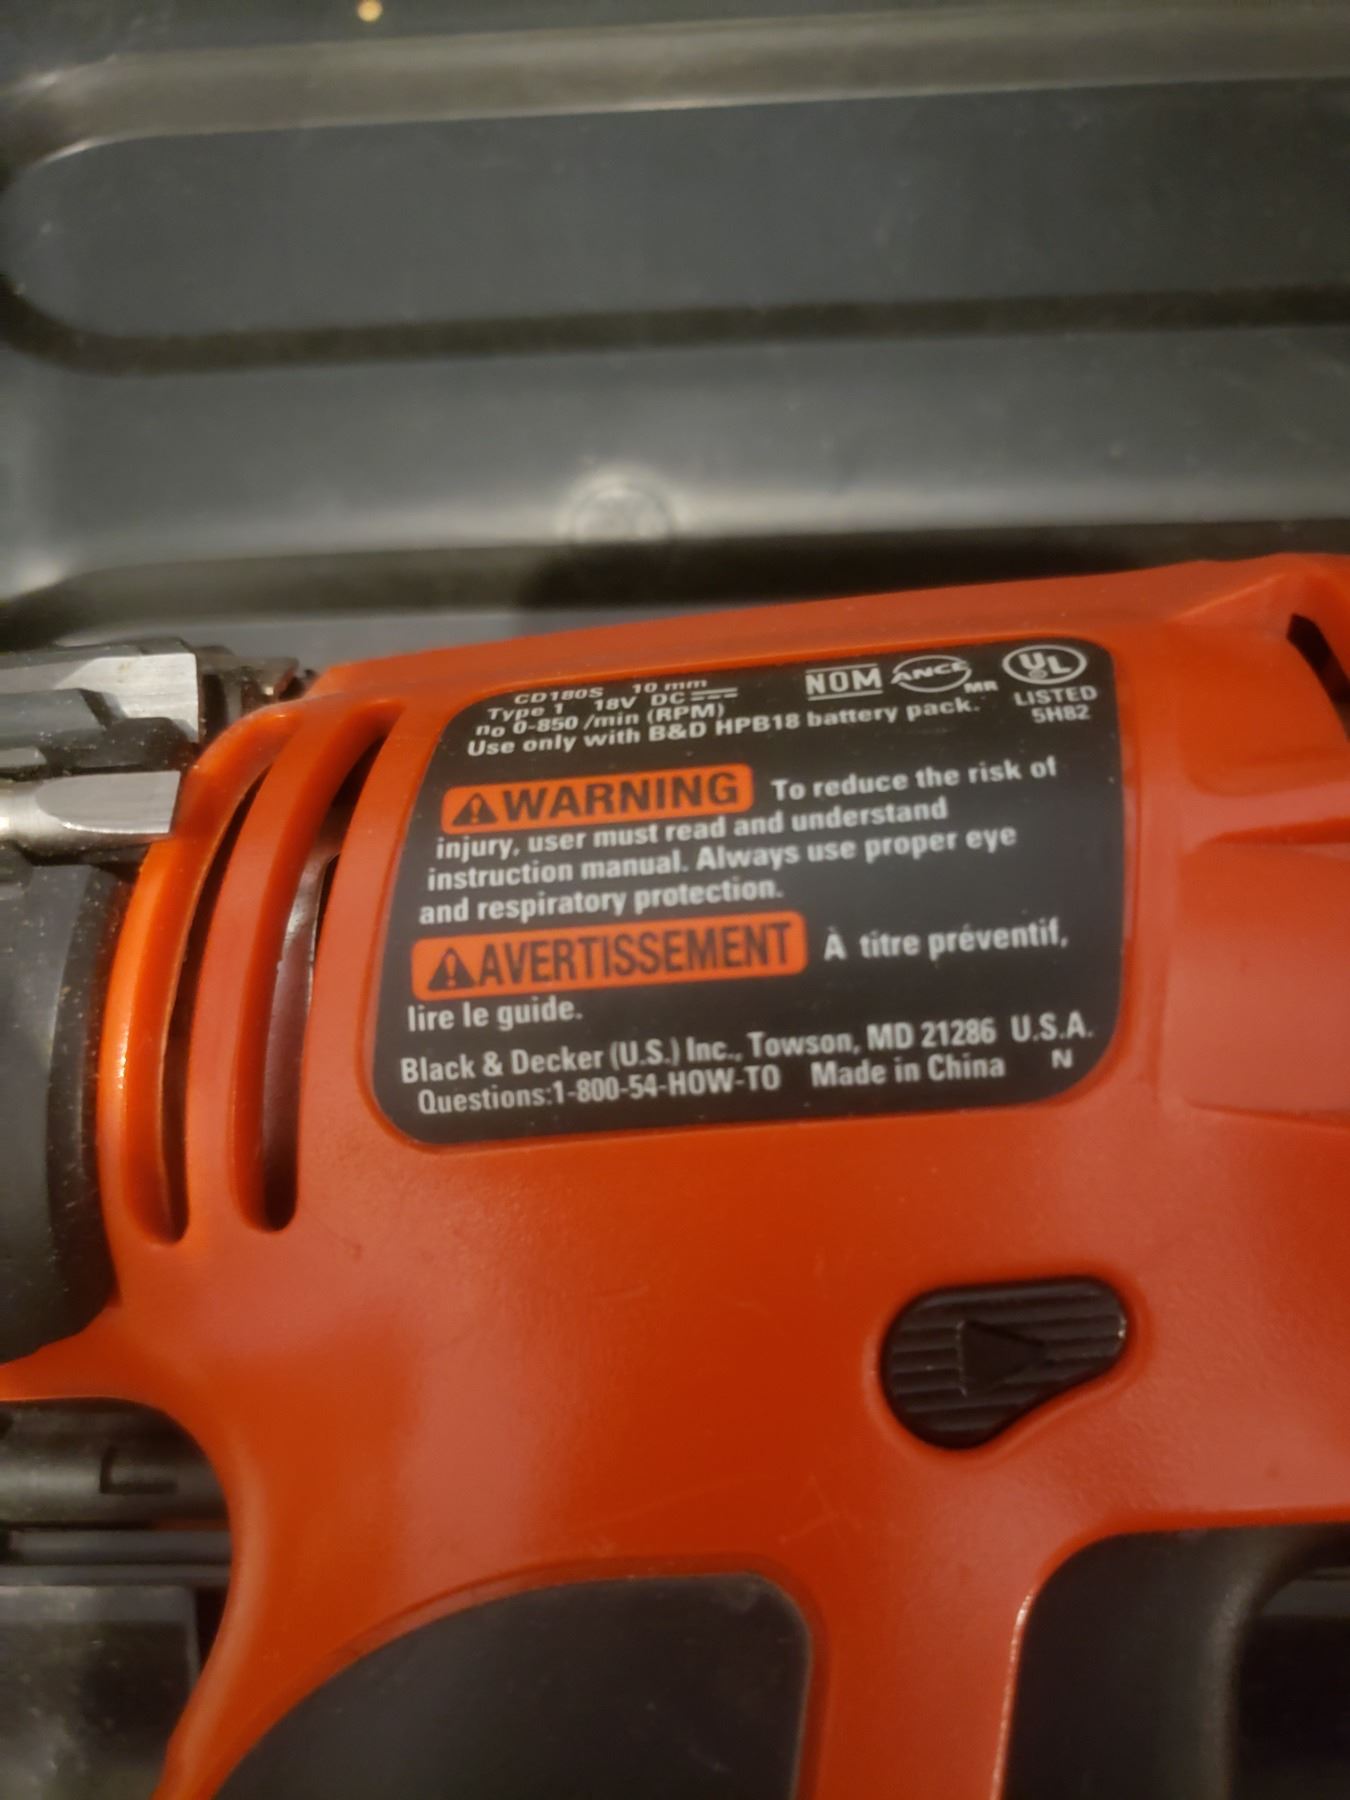 CD180S 10 mm
Type 1 18V DC
no 0-850 /min (RPM)
Use only with B&D HPB18 battery pack.
NOM ANCE MR UL
LISTED
5H82
WARNING To reduce the risk of
injury, user must read and understand
instruction manual. Always use proper eye
and respiratory protection.
AVERTISSEMENT À titre préventif,
lire le guide.
Black & Decker (U.S.) Inc., Towson, MD 21286 U.S.A.
Questions:1-800-54-HOW-TO Made in China N